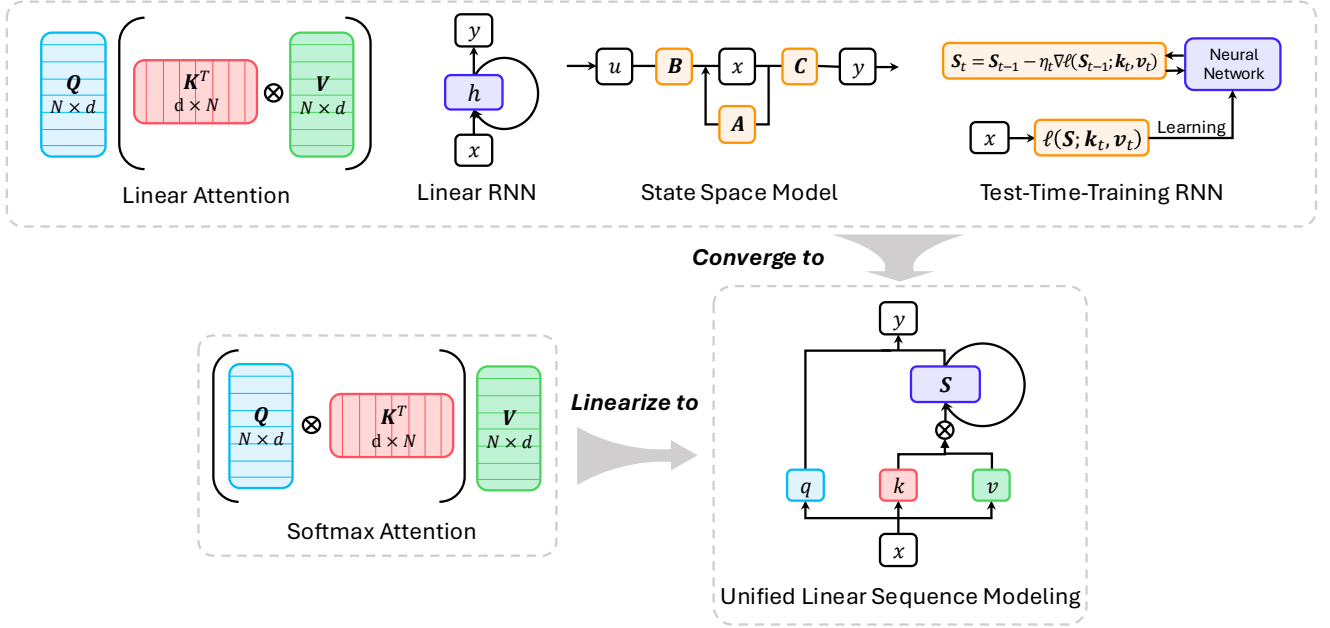 Q
N × d
K^T
d × N
⊗
V
N × d
Linear Attention
y
h
x
Linear RNN
u
B
x
C
y
A
State Space Model
S_t = S_{t−1} − η_t ∇ℓ(S_{t−1}; k_t, v_t)
Neural
Network
x
ℓ(S; k_t, v_t)
Learning
Test-Time-Training RNN
Converge to
Q
N × d
⊗
K^T
d × N
V
N × d
Softmax Attention
Linearize to
y
S
⊗
q
k
v
x
Unified Linear Sequence Modeling